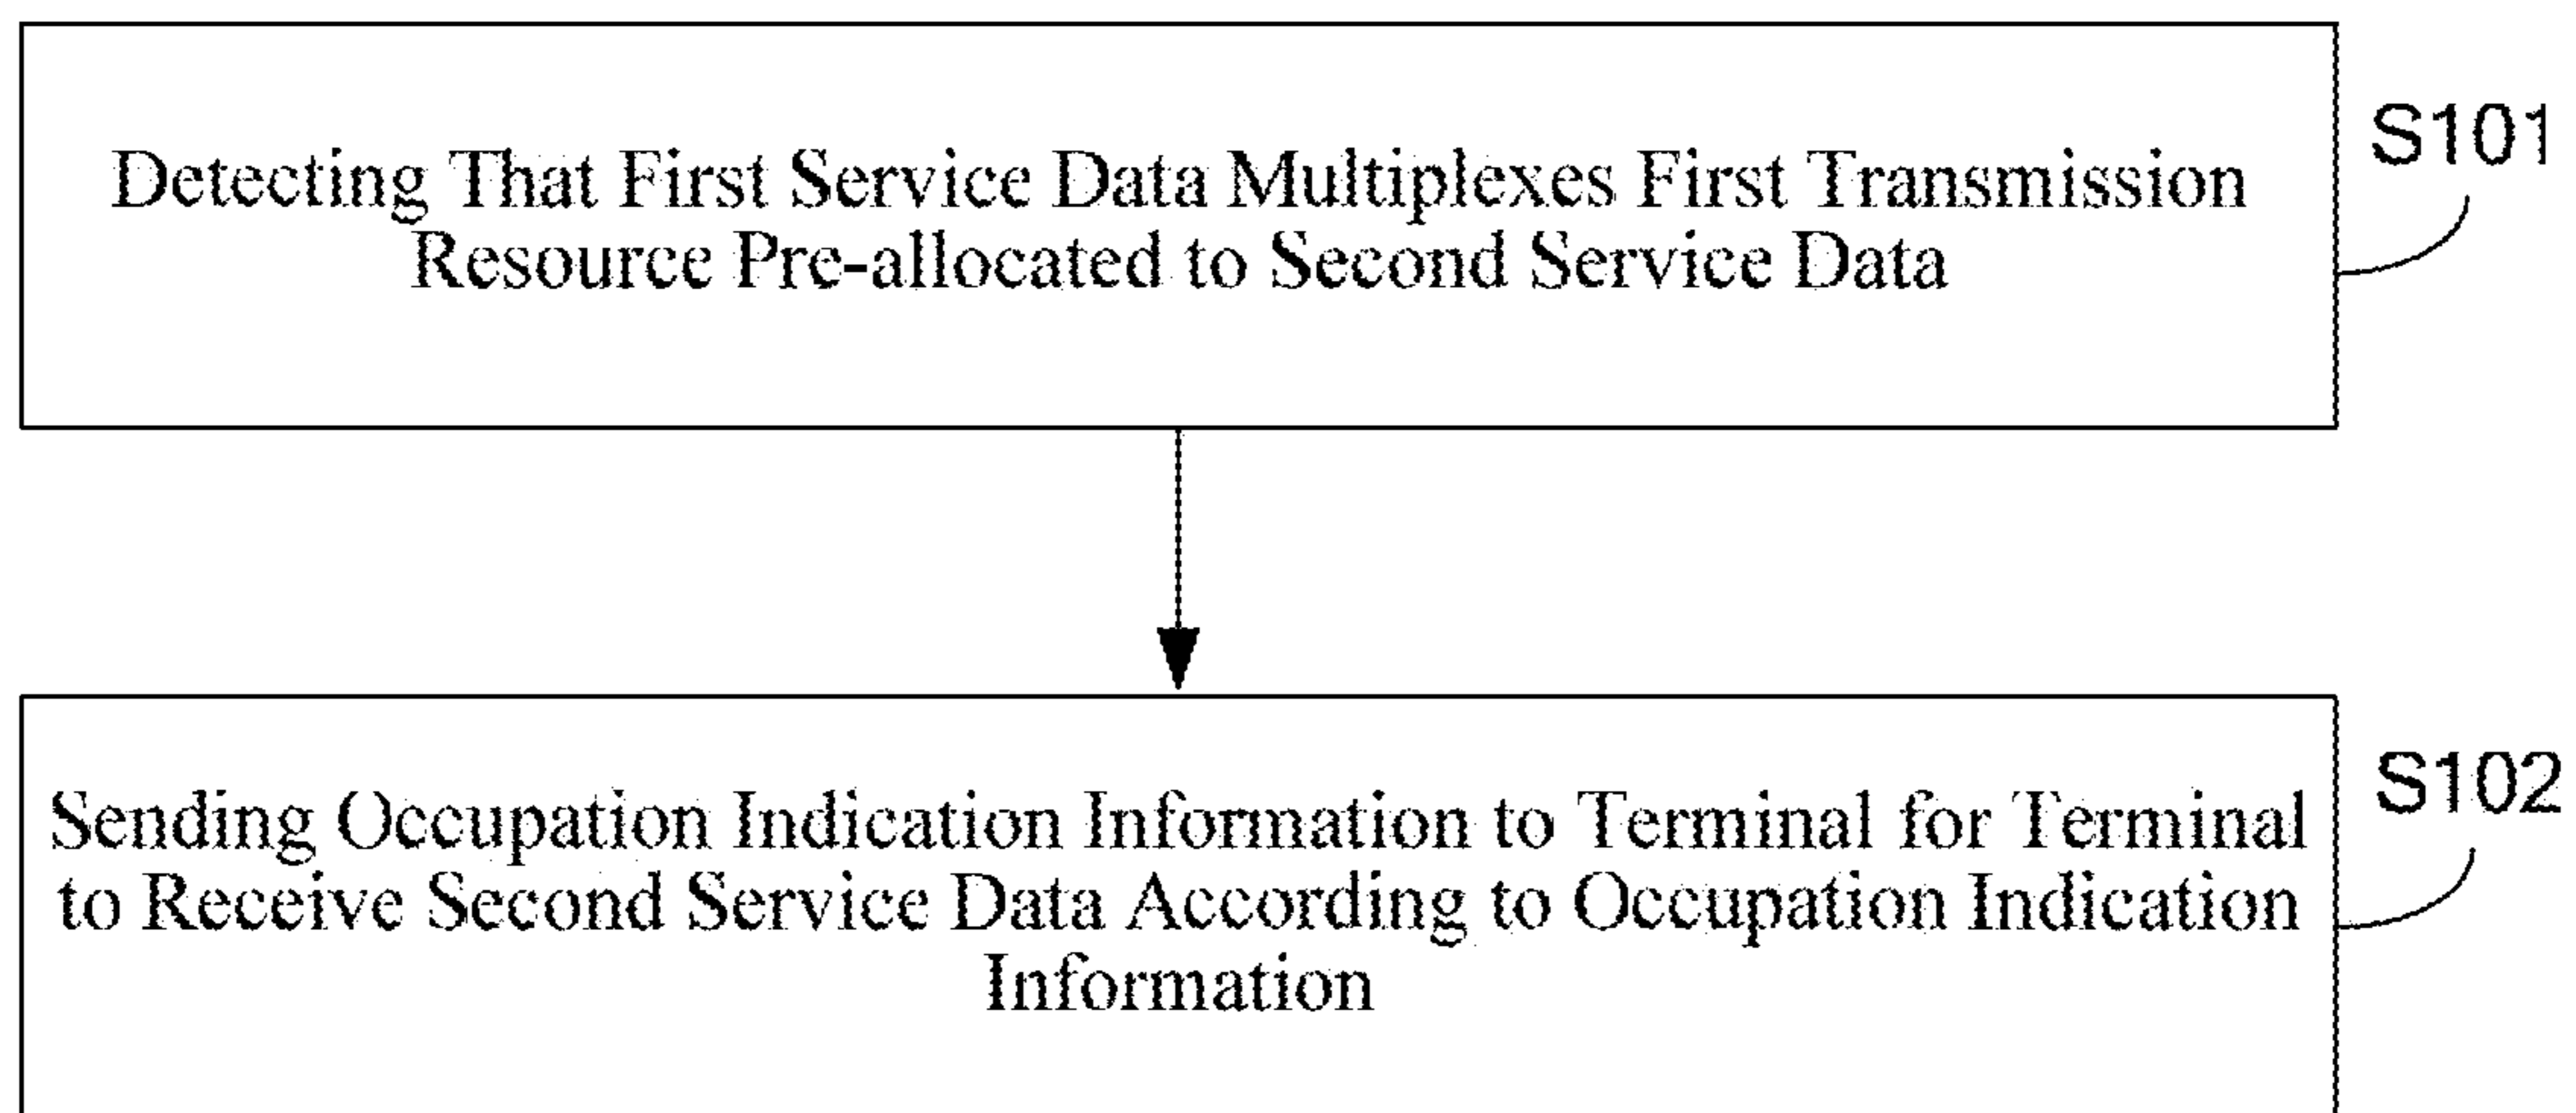 Detecting That First Service Data Multiplexes First Transmission
Resource Pre-allocated to Second Service Data
S101
Sending Occupation Indication Information to Terminal for Terminal
to Receive Second Service Data According to Occupation Indication
Information
S102